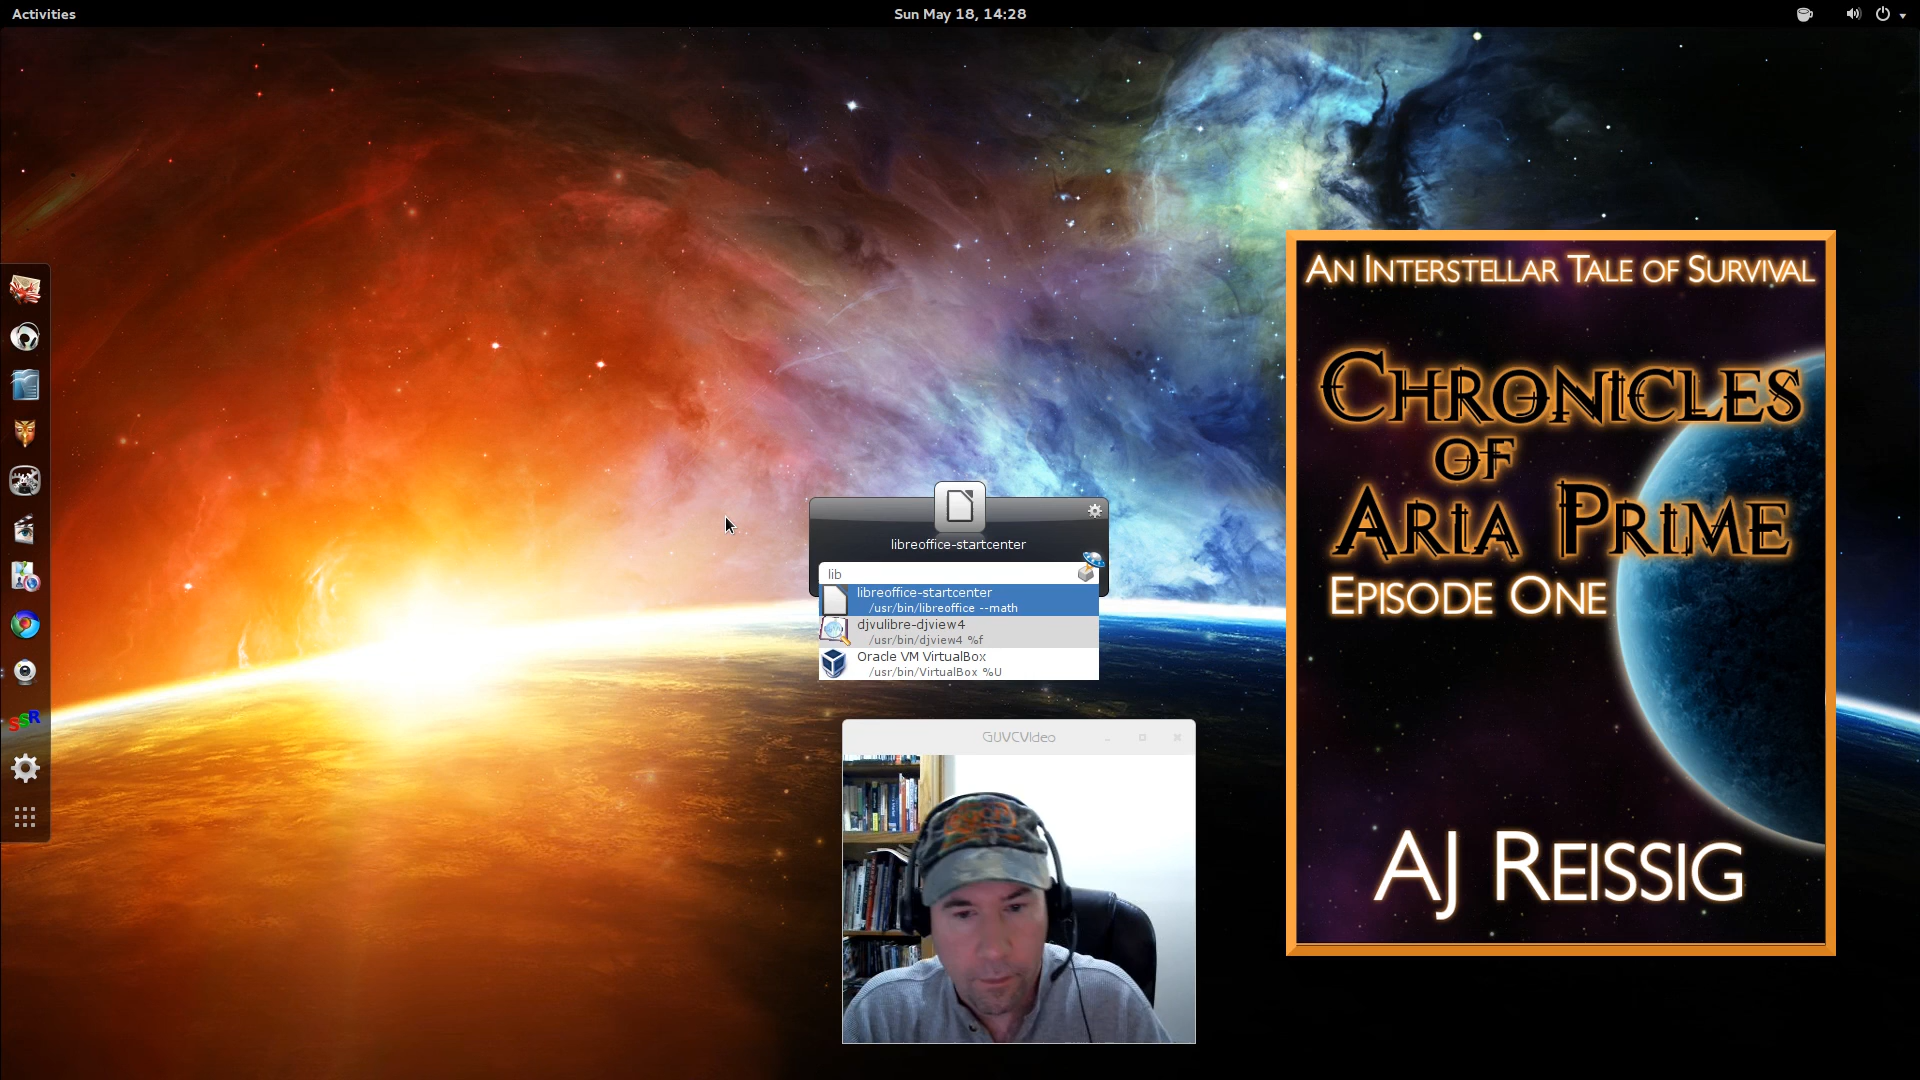 Activities
Sun May 18, 14:28
An Interstellar Tale of Survival
Chronicles
of
Aria Prime
Episode One
AJ Reissig
libreoffice-startcenter
lib
libreoffice-startcenter
/usr/bin/libreoffice --math
djvulibre-djview4
/usr/bin/djview4 %f
Oracle VM VirtualBox
/usr/bin/VirtualBox %U
SSR
GUVCVideo